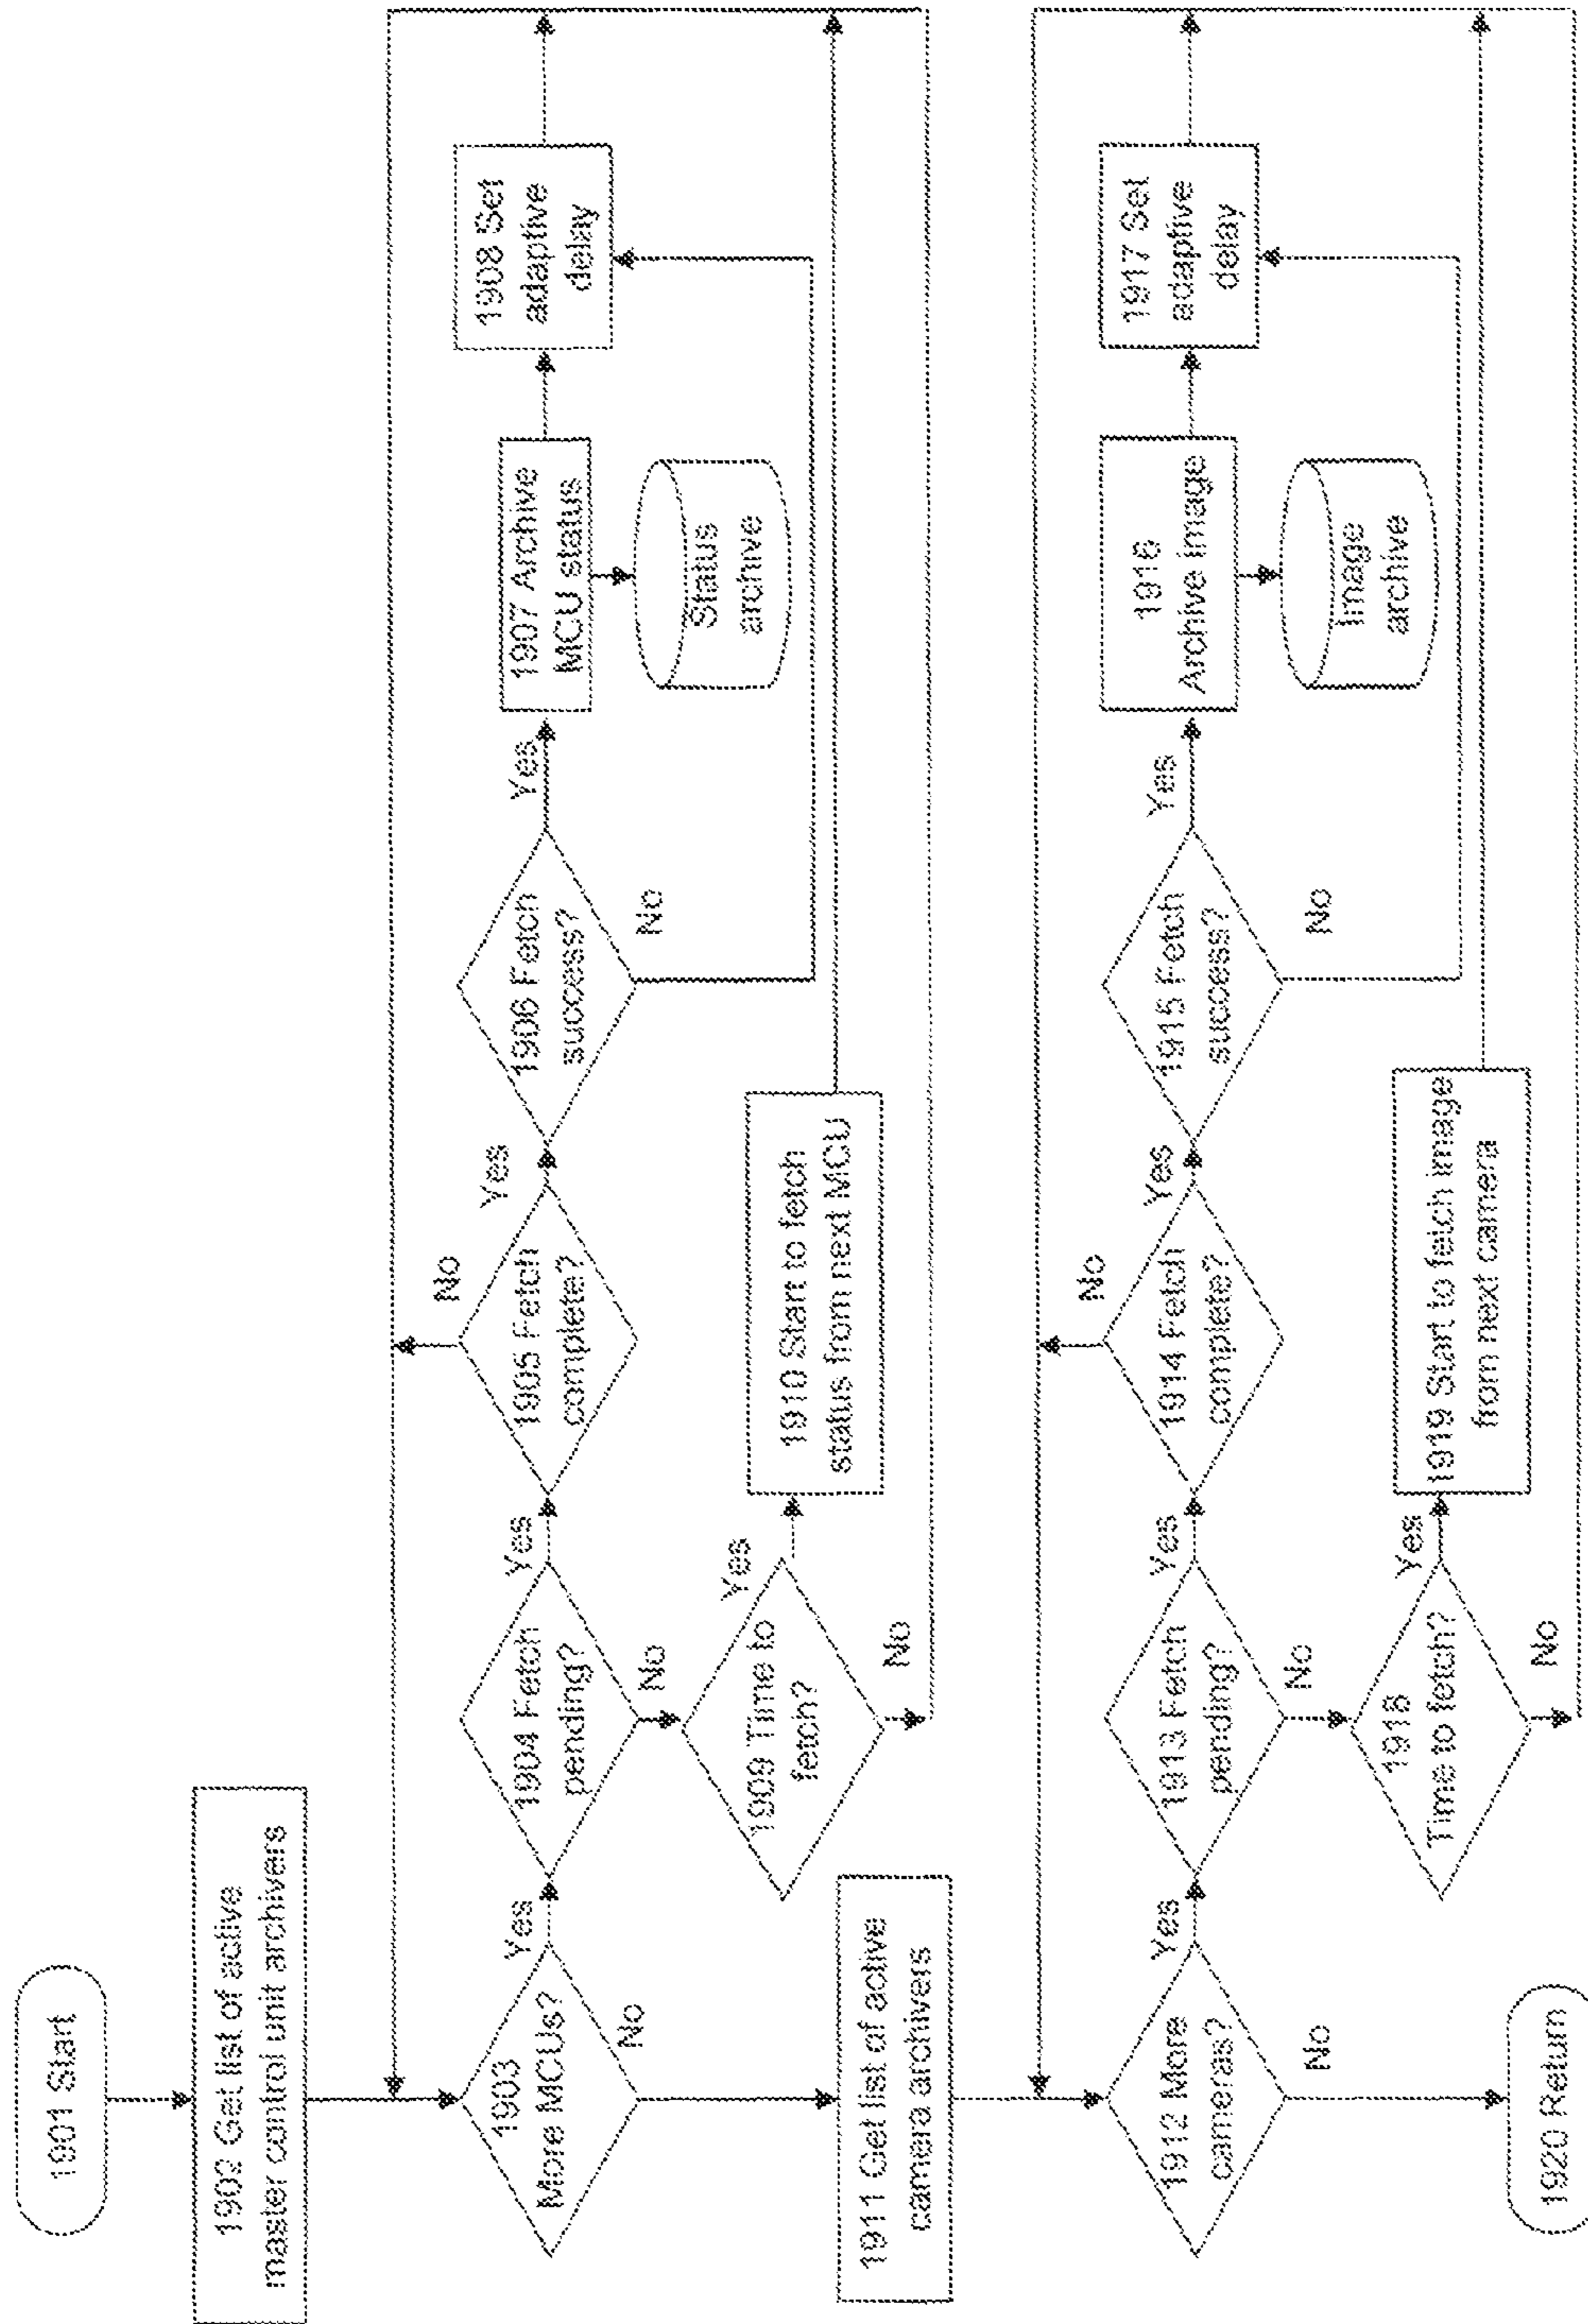 1901 Start
1902 Get list of active
master control unit archivers
1903
More MCUs?
Yes
No
1904 Fetch
pending?
Yes
No
1905 Fetch
complete?
Yes
No
1906 Fetch
success?
Yes
No
1907 Archive
MCU status
Status
archive
1908 Set
adaptive
delay
1909 Time to
fetch?
Yes
No
1910 Start to fetch
status from next MCU
1911 Get list of active
camera archivers
1912 More
cameras?
Yes
No
1913 Fetch
pending?
Yes
No
1914 Fetch
complete?
Yes
No
1915 Fetch
success?
Yes
No
1916
Archive image
Image
archive
1917 Set
adaptive
delay
1918
Time to fetch?
Yes
No
1919 Start to fetch image
from next camera
1920 Return